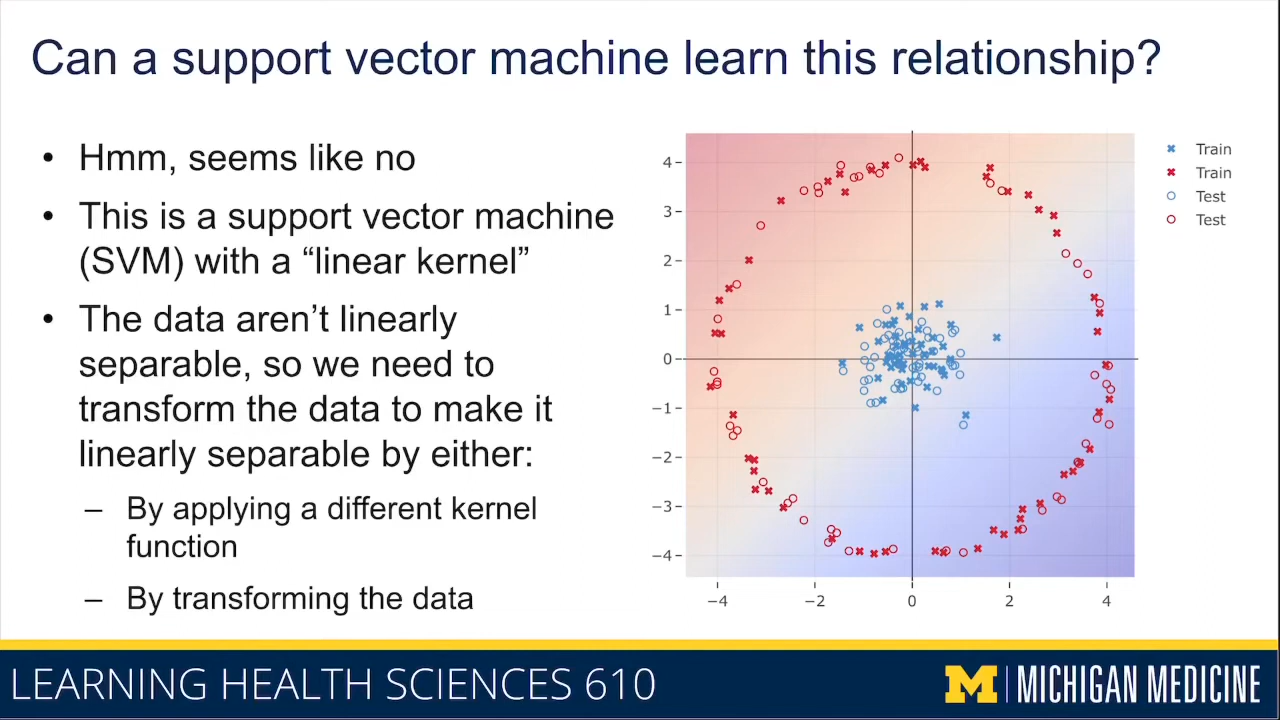 Can a support vector machine learn this relationship?
• Hmm, seems like no
• This is a support vector machine
(SVM) with a “linear kernel”
• The data aren’t linearly
separable, so we need to
transform the data to make it
linearly separable by either:
– By applying a different kernel
function
– By transforming the data
4
3
2
1
0
−1
−2
−3
−4
−4 −2 0 2 4
Train
Train
Test
Test
LEARNING HEALTH SCIENCES 610
M | MICHIGAN MEDICINE